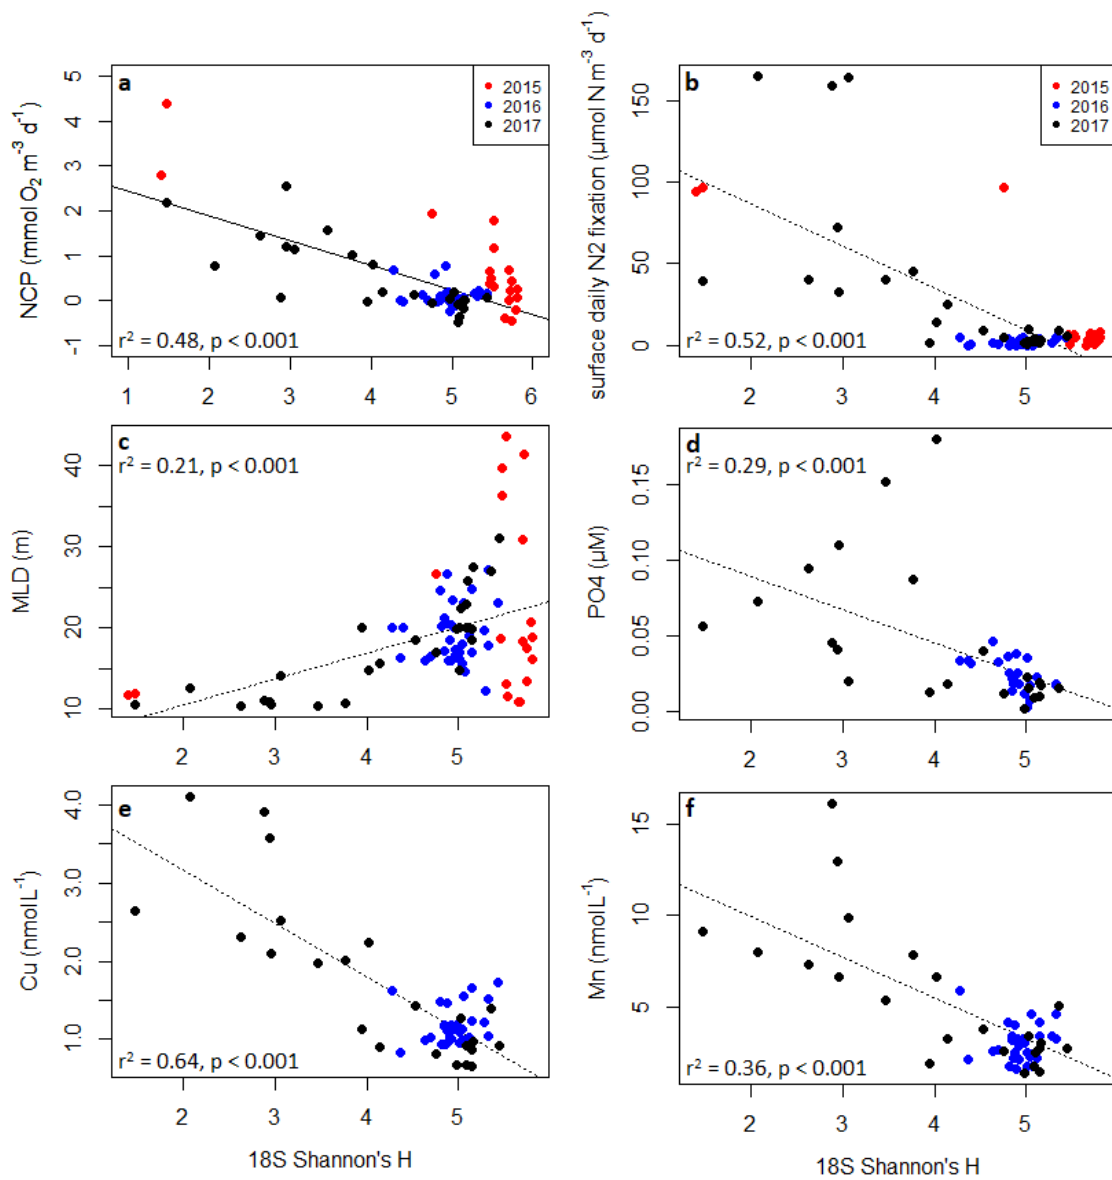 a
NCP (mmol O₂ m⁻³ d⁻¹)
5
4
3
2
1
0
-1
2015
2016
2017
r² = 0.48, p < 0.001
1 2 3 4 5 6
b
surface daily N2 fixation (µmol N m⁻³ d⁻¹)
150
100
50
0
2015
2016
2017
r² = 0.52, p < 0.001
2 3 4 5
c
r² = 0.21, p < 0.001
MLD (m)
40
30
20
10
2 3 4 5
d
r² = 0.29, p < 0.001
PO4 (µM)
0.15
0.10
0.05
0.00
2 3 4 5
e
Cu (nmol L⁻¹)
4.0
3.0
2.0
1.0
r² = 0.64, p < 0.001
2 3 4 5
18S Shannon's H
f
Mn (nmol L⁻¹)
15
10
5
r² = 0.36, p < 0.001
2 3 4 5
18S Shannon's H